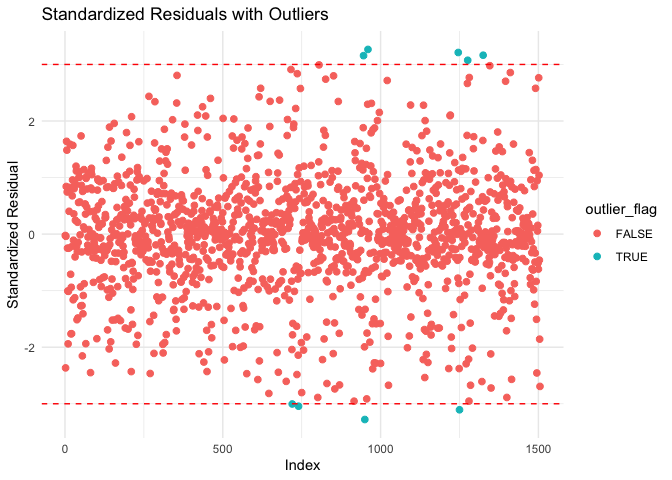 Standardized Residuals with Outliers
Standardized Residual
2
0
-2
0
500
1000
1500
Index
outlier_flag
FALSE
TRUE